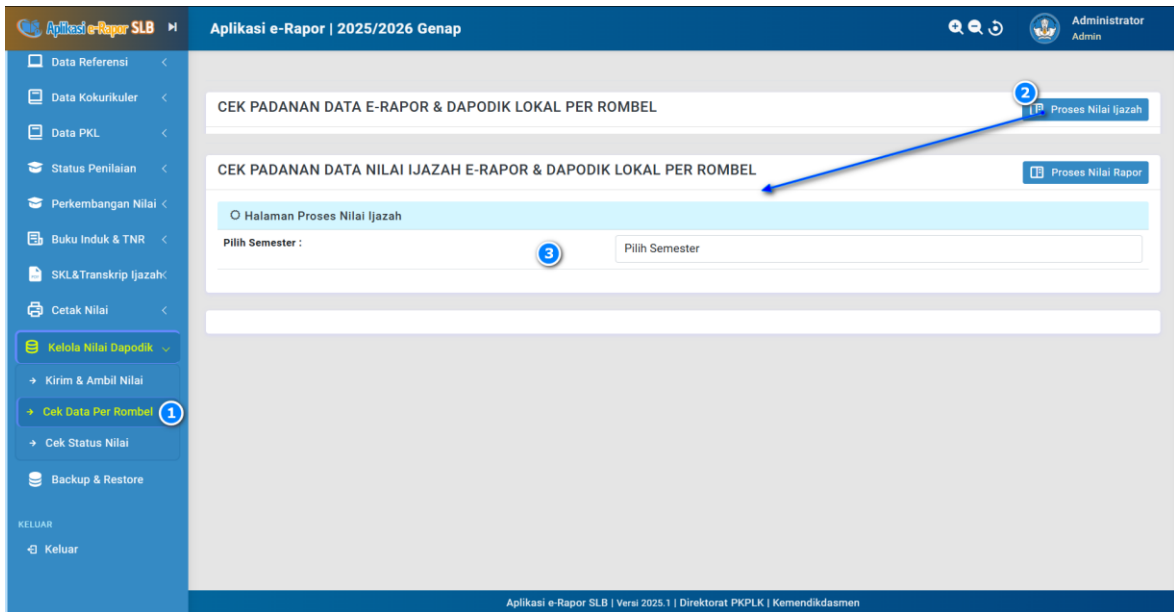 Aplikasi e-Rapor SLB
Aplikasi e-Rapor | 2025/2026 Genap
Administrator
Admin
Data Referensi
Data Kokurikuler
Data PKL
Status Penilaian
Perkembangan Nilai
Buku Induk & TNR
SKL&Transkrip Ijazah
Cetak Nilai
Kelola Nilai Dapodik
Kirim & Ambil Nilai
Cek Data Per Rombel
1
Cek Status Nilai
Backup & Restore
KELUAR
Keluar
CEK PADANAN DATA E-RAPOR & DAPODIK LOKAL PER ROMBEL
2
Proses Nilai Ijazah
CEK PADANAN DATA NILAI IJAZAH E-RAPOR & DAPODIK LOKAL PER ROMBEL
Proses Nilai Rapor
Halaman Proses Nilai Ijazah
Pilih Semester :
3
Pilih Semester
Aplikasi e-Rapor SLB | Versi 2025.1 | Direktorat PKPLK | Kemendikdasmen